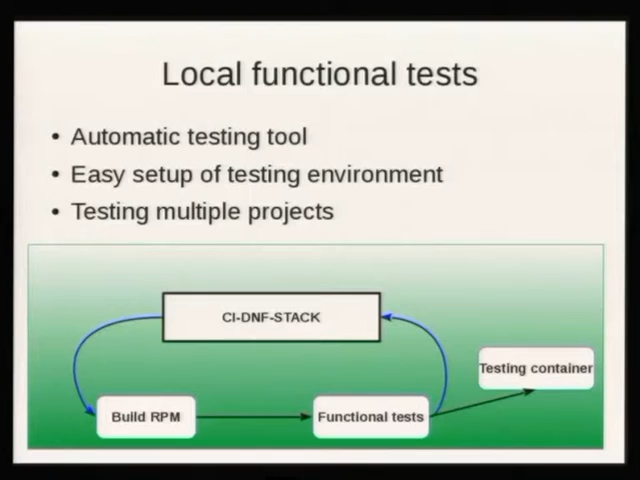 Local functional tests
• Automatic testing tool
• Easy setup of testing environment
• Testing multiple projects
CI-DNF-STACK
Testing container
Build RPM
Functional tests